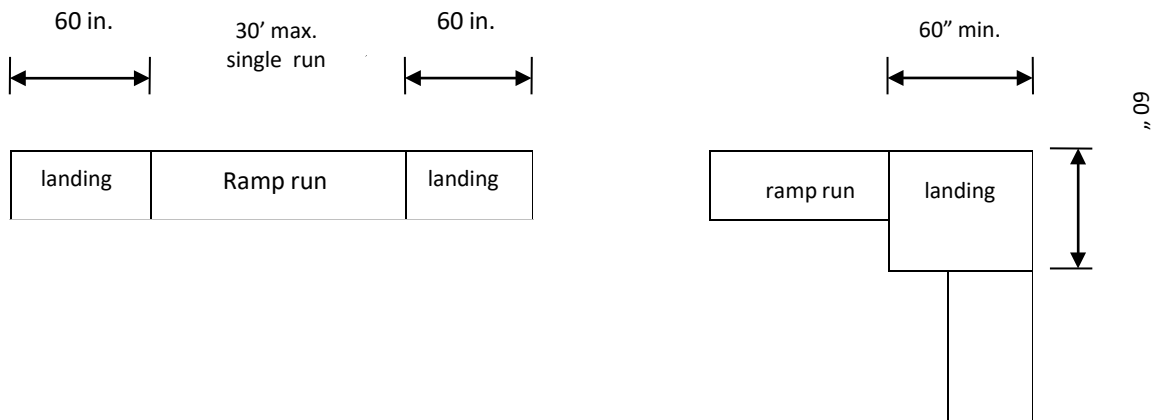 60 in.
30’ max.
single run
60 in.
landing
Ramp run
landing
60” min.
60 ”
ramp run
landing